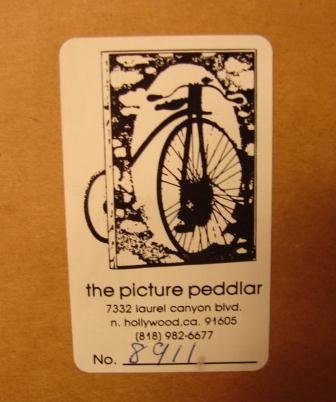 the picture peddlar
7332 laurel canyon blvd.
n. hollywood,ca. 91605
(818) 982-6677
No. 8911